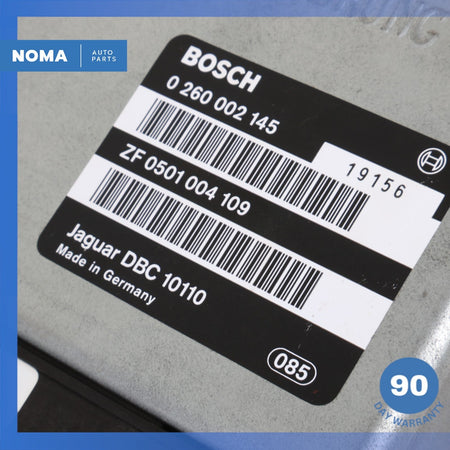 NOMA
AUTO
PARTS
BOSCH
0 260 002 145
19156
ZF 0501 004 109
Jaguar DBC 10110
Made in Germany
085
90
DAY WARRANTY